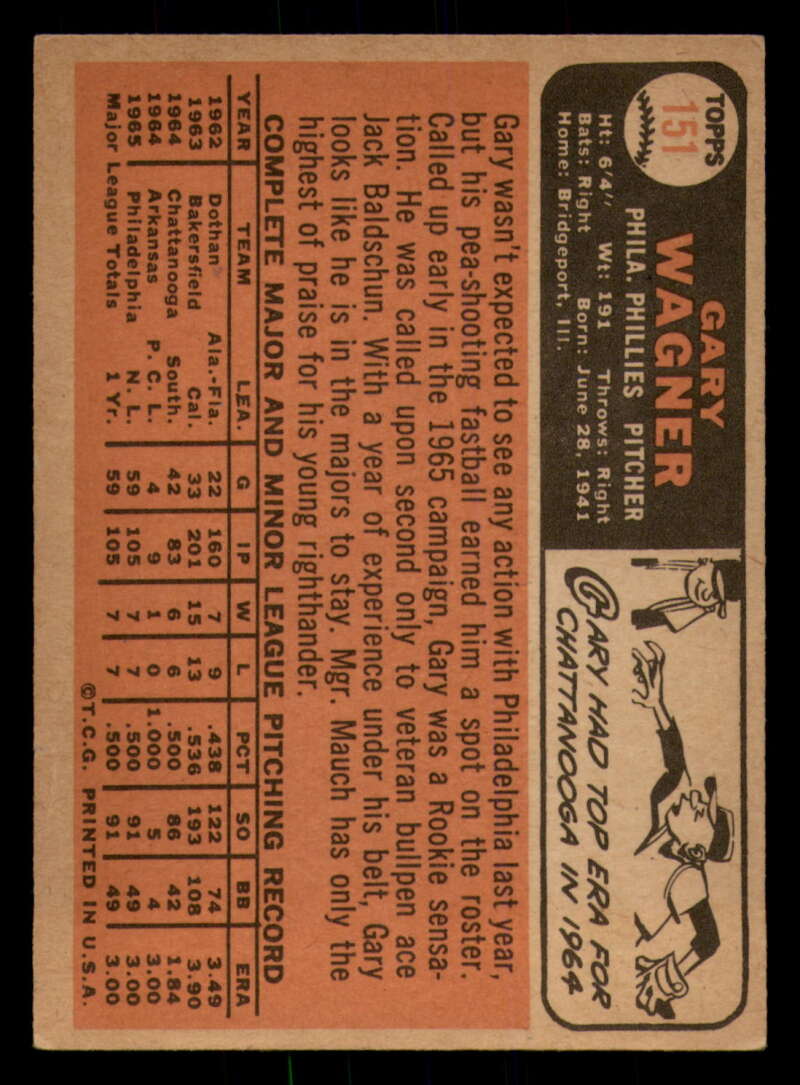 TOPPS
151
GARY
WAGNER
PHILA. PHILLIES PITCHER
Ht: 6'4" Wt: 191 Throws: Right
Bats: Right Born: June 28, 1941
Home: Bridgeport, Ill.
GARY HAD TOP ERA FOR
CHATTANOOGA IN 1964
Gary wasn't expected to see any action with Philadelphia last year,
but his pea-shooting fastball earned him a spot on the roster.
Called up early in the 1965 campaign, Gary was a Rookie sensa-
tion. He was called upon second only to veteran bullpen ace
Jack Baldschun. With a year of experience under his belt, Gary
looks like he is in the majors to stay. Mgr. Mauch has only the
highest of praise for his young righthander.
COMPLETE MAJOR AND MINOR LEAGUE PITCHING RECORD
YEAR TEAM LEA. G IP W L PCT SO BB ERA
1962 Dothan Ala.-Fla. 22 160 7 9 .438 122 74 3.49
1963 Bakersfield Cal. 33 201 15 13 .536 193 108 3.90
1964 Chattanooga South. 42 83 6 6 .500 86 42 1.84
1964 Arkansas P. C. L. 4 9 1 0 1.000 5 4 3.00
1965 Philadelphia N. L. 59 105 7 7 .500 91 49 3.00
Major League Totals 1 Yr. 59 105 7 7 .500 91 49 3.00
©T.C.G. PRINTED IN U.S.A.